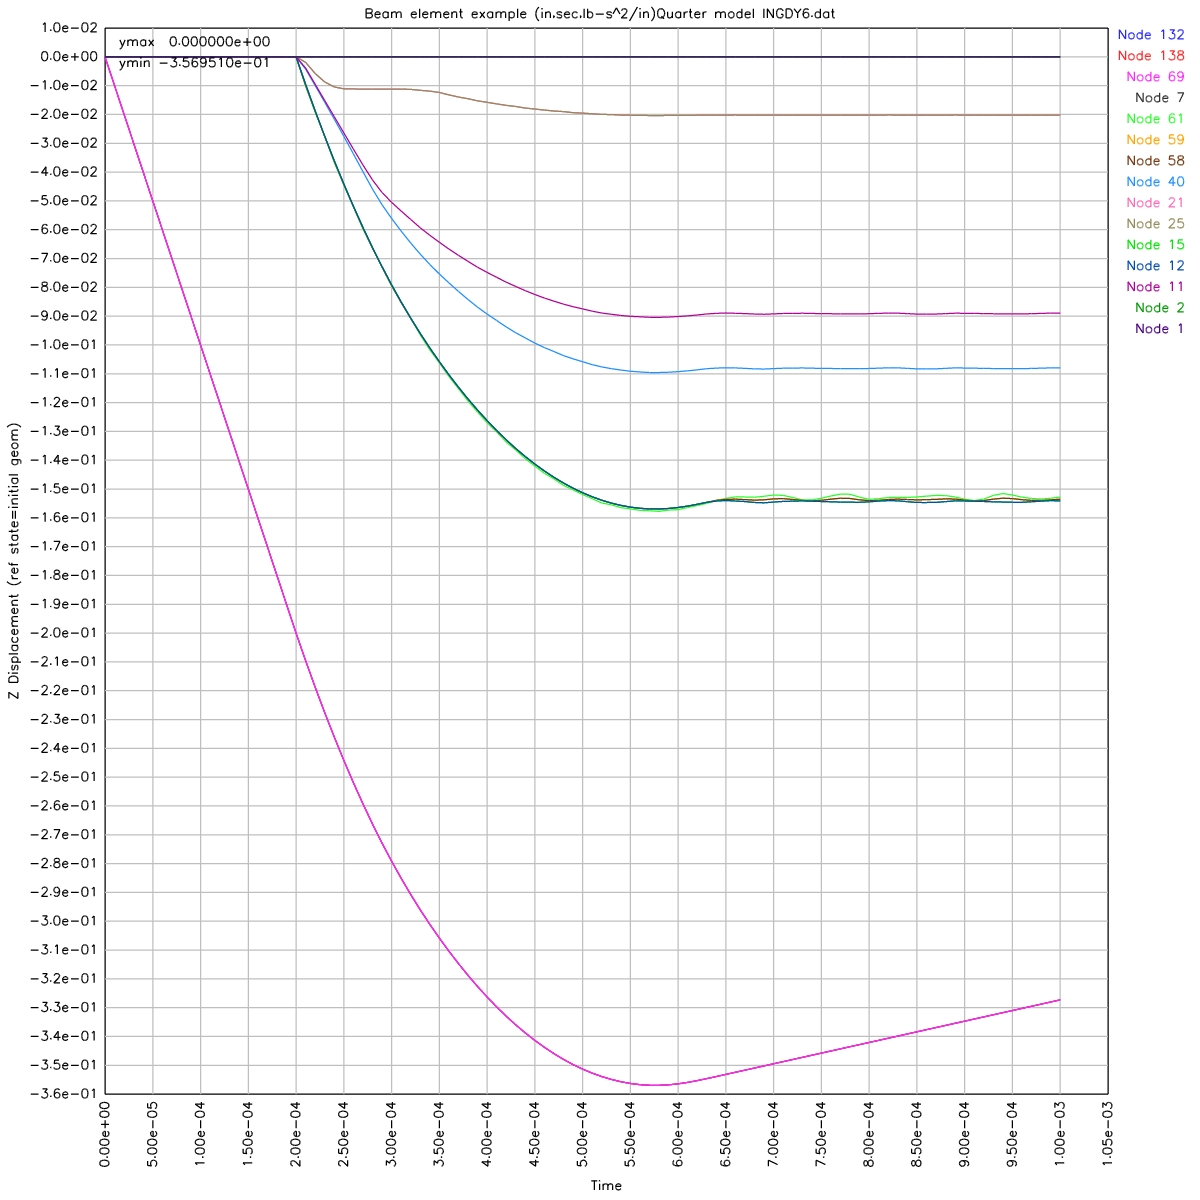 Beam element example (in.sec.lb-s^2/in)Quarter model INGDY6.dat
ymax 0.000000e+00
ymin -3.569510e-01
1.0e-02
0.0e+00
-1.0e-02
-2.0e-02
-3.0e-02
-4.0e-02
-5.0e-02
-6.0e-02
-7.0e-02
-8.0e-02
-9.0e-02
-1.0e-01
-1.1e-01
-1.2e-01
-1.3e-01
-1.4e-01
-1.5e-01
-1.6e-01
-1.7e-01
-1.8e-01
-1.9e-01
-2.0e-01
-2.1e-01
-2.2e-01
-2.3e-01
-2.4e-01
-2.5e-01
-2.6e-01
-2.7e-01
-2.8e-01
-2.9e-01
-3.0e-01
-3.1e-01
-3.2e-01
-3.3e-01
-3.4e-01
-3.5e-01
-3.6e-01
Z Displacement (ref state=initial geom)
0.00e+00
5.00e-05
1.00e-04
1.50e-04
2.00e-04
2.50e-04
3.00e-04
3.50e-04
4.00e-04
4.50e-04
5.00e-04
5.50e-04
6.00e-04
6.50e-04
7.00e-04
7.50e-04
8.00e-04
8.50e-04
9.00e-04
9.50e-04
1.00e-03
1.05e-03
Time
Node 132
Node 138
Node 69
Node 7
Node 61
Node 59
Node 58
Node 40
Node 21
Node 25
Node 15
Node 12
Node 11
Node 2
Node 1